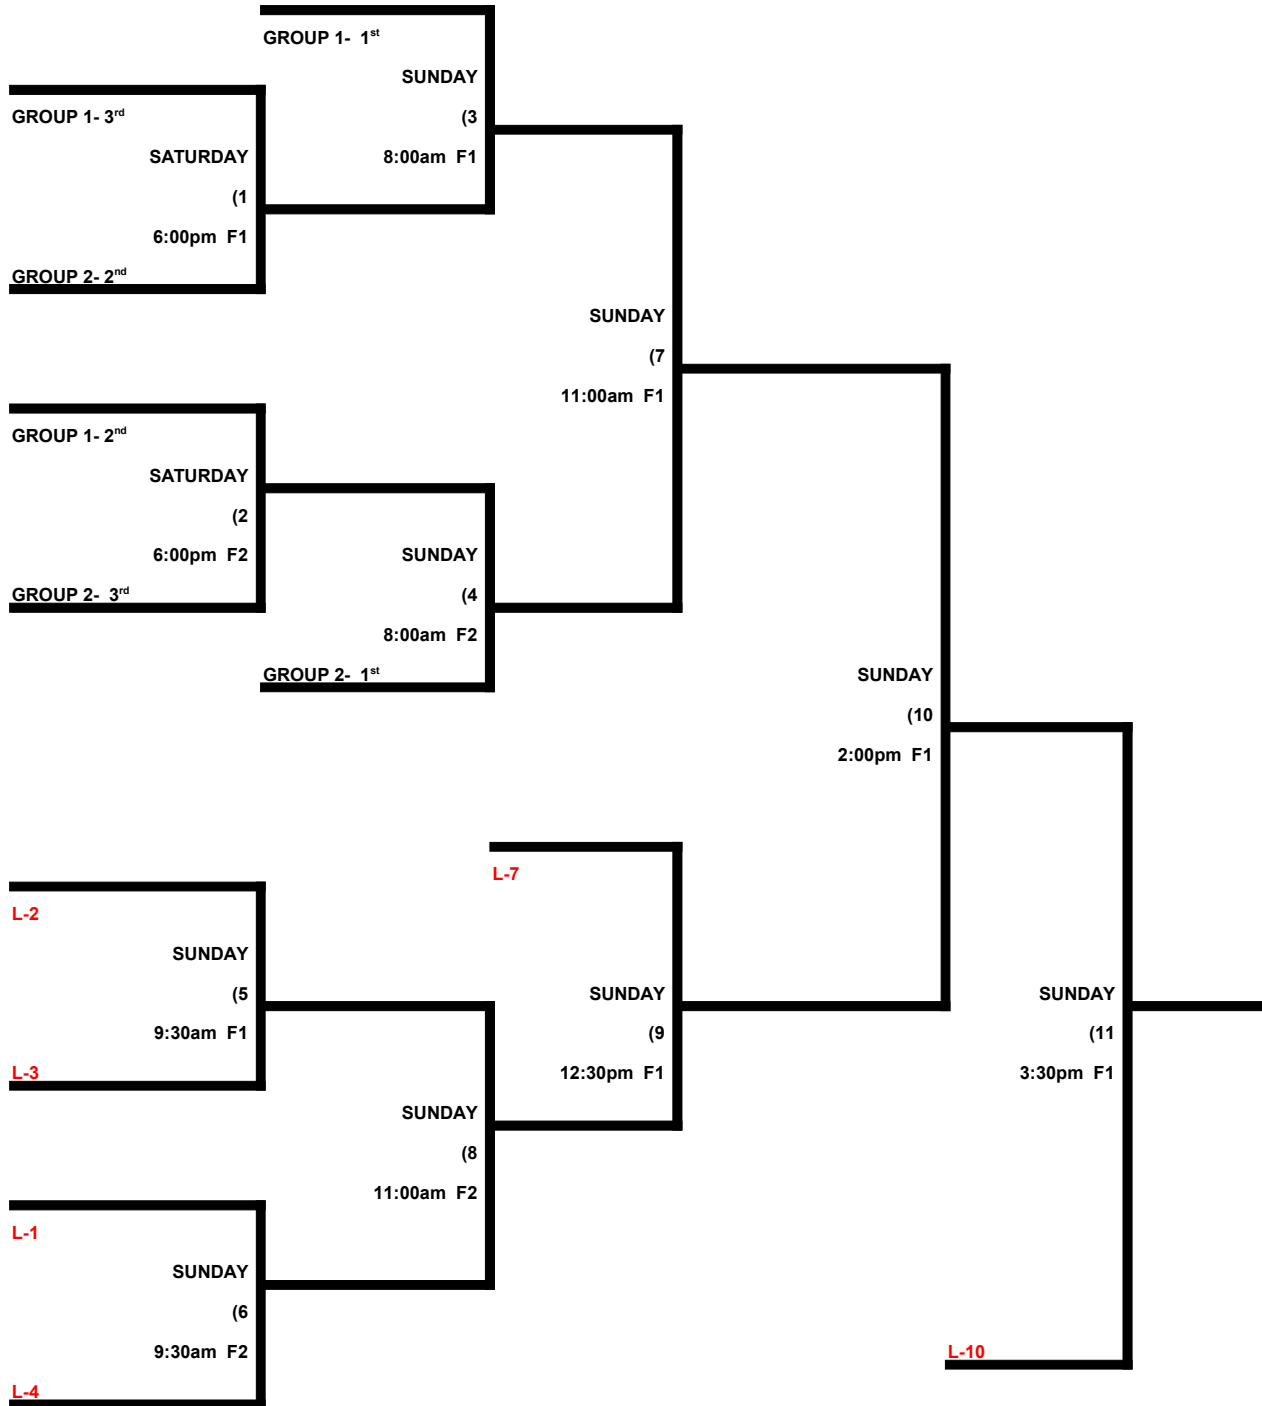 GROUP 1- 1st
SUNDAY
(3
8:00am F1
GROUP 1- 3rd
SATURDAY
(1
6:00pm F1
GROUP 2- 2nd
SUNDAY
(7
11:00am F1
GROUP 1- 2nd
SATURDAY
(2
6:00pm F2
GROUP 2- 3rd
SUNDAY
(4
8:00am F2
GROUP 2- 1st
SUNDAY
(10
2:00pm F1
L-7
L-2
SUNDAY
(5
9:30am F1
L-3
SUNDAY
(9
12:30pm F1
SUNDAY
(11
3:30pm F1
SUNDAY
(8
11:00am F2
L-1
SUNDAY
(6
9:30am F2
L-4
L-10